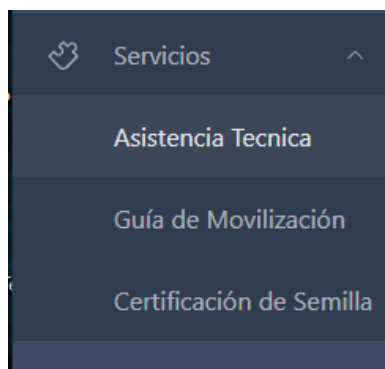 Servicios
Asistencia Tecnica
Guía de Movilización
Certificación de Semilla